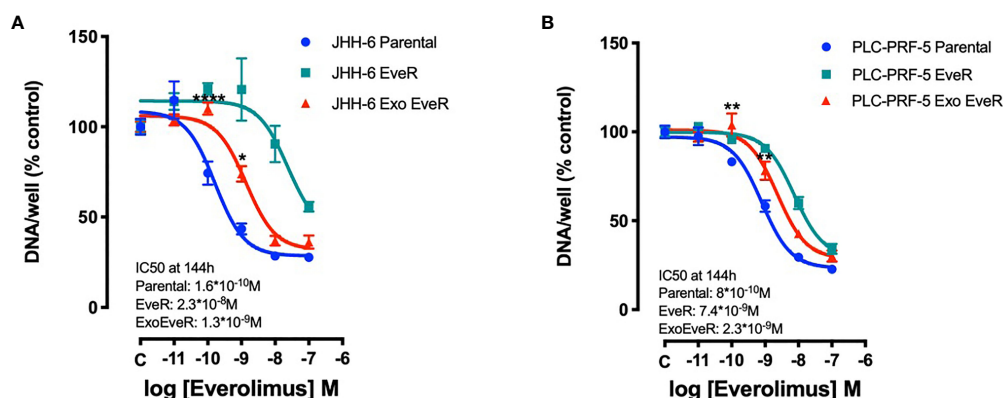 A
150
100
50
0
DNA/well (% control)
JHH-6 Parental
JHH-6 EveR
JHH-6 Exo EveR
****
*
IC50 at 144h
Parental: 1.6*10-10M
EveR: 2.3*10-8M
ExoEveR: 1.3*10-9M
C -11 -10 -9 -8 -7 -6
log [Everolimus] M
B
150
100
50
0
DNA/well (% control)
PLC-PRF-5 Parental
PLC-PRF-5 EveR
PLC-PRF-5 Exo EveR
**
**
IC50 at 144h
Parental: 8*10-10M
EveR: 7.4*10-9M
ExoEveR: 2.3*10-9M
C -11 -10 -9 -8 -7 -6
log [Everolimus] M